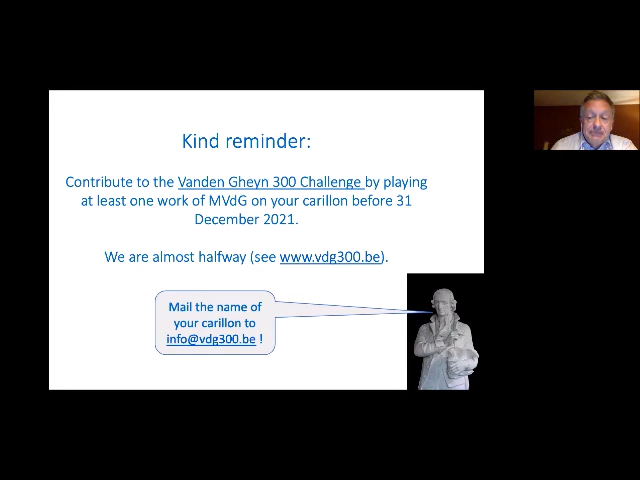 Kind reminder:
Contribute to the Vanden Gheyn 300 Challenge by playing
at least one work of MVdG on your carillon before 31
December 2021.
We are almost halfway (see www.vdg300.be).
Mail the name of
your carillon to
info@vdg300.be !